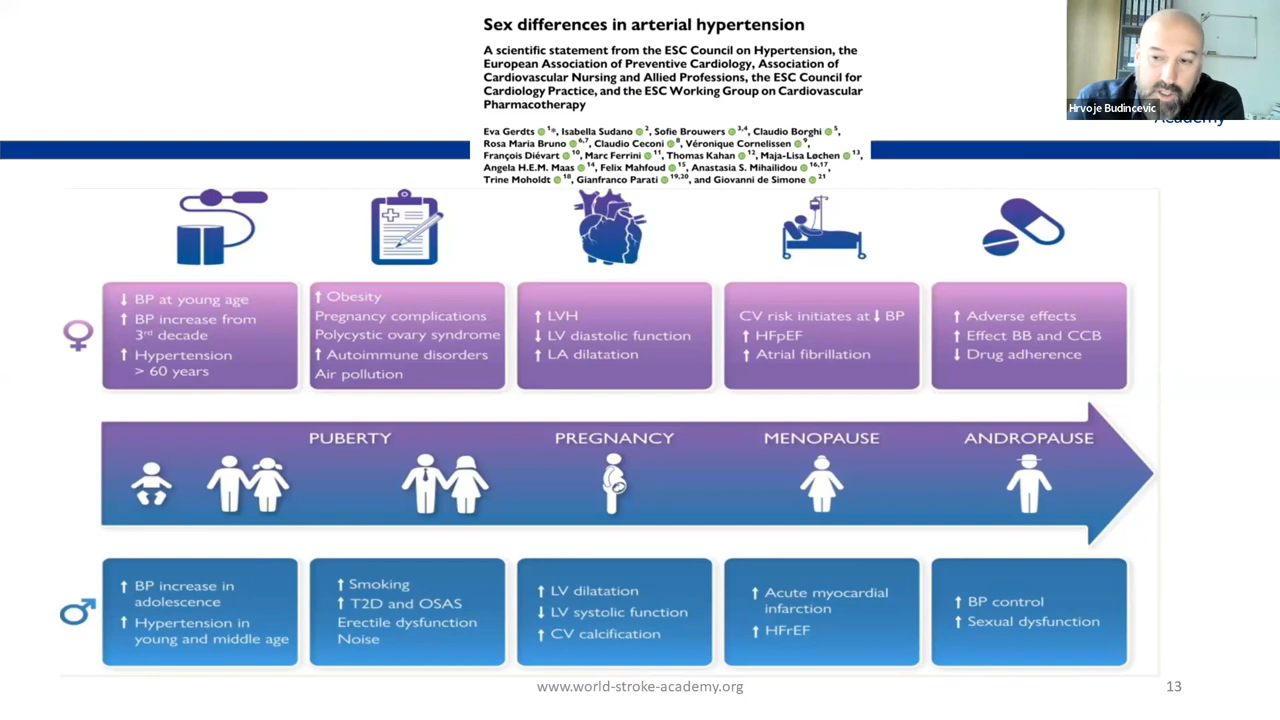 Sex differences in arterial hypertension
A scientific statement from the ESC Council on Hypertension, the
European Association of Preventive Cardiology, Association of
Cardiovascular Nursing and Allied Professions, the ESC Council for
Cardiology Practice, and the ESC Working Group on Cardiovascular
Pharmacotherapy
Eva Gerdts 1*, Isabella Sudano 2, Sofie Brouwers 3,4, Claudio Borghi 5,
Rosa Maria Bruno 6,7, Claudio Ceconi 8, Véronique Cornelissen 9,
François Diévart 10, Marc Ferrini 11, Thomas Kahan 12, Maja-Lisa Løchen 13,
Angela H.E.M. Maas 14, Felix Mahfoud 15, Anastasia S. Mihailidou 16,17,
Trine Moholdt 18, Gianfranco Parati 19,20, and Giovanni de Simone 21
Hrvoje Budincevic
Academy
↓ BP at young age
↑ BP increase from
3rd decade
↑ Hypertension
> 60 years
↑ Obesity
Pregnancy complications
Polycystic ovary syndrome
↑ Autoimmune disorders
Air pollution
↑ LVH
↓ LV diastolic function
↑ LA dilatation
CV risk initiates at ↓ BP
↑ HFpEF
↑ Atrial fibrillation
↑ Adverse effects
↑ Effect BB and CCB
↓ Drug adherence
PUBERTY
PREGNANCY
MENOPAUSE
ANDROPAUSE
↑ BP increase in
adolescence
↑ Hypertension in
young and middle age
↑ Smoking
↑ T2D and OSAS
Erectile dysfunction
Noise
↑ LV dilatation
↓ LV systolic function
↑ CV calcification
↑ Acute myocardial
infarction
↑ HFrEF
↑ BP control
↑ Sexual dysfunction
www.world-stroke-academy.org
13